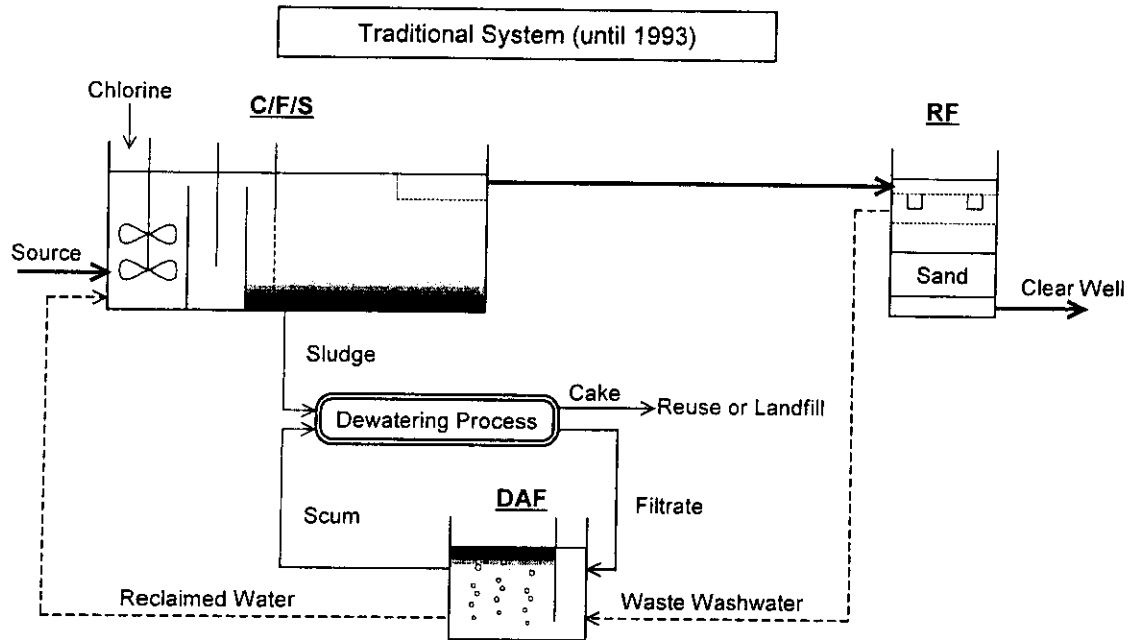 Traditional System (until 1993)
Chlorine
C/F/S
RF
Source
Sand
Clear Well
Sludge
Cake
Dewatering Process
Reuse or Landfill
DAF
Scum
Filtrate
Reclaimed Water
Waste Washwater